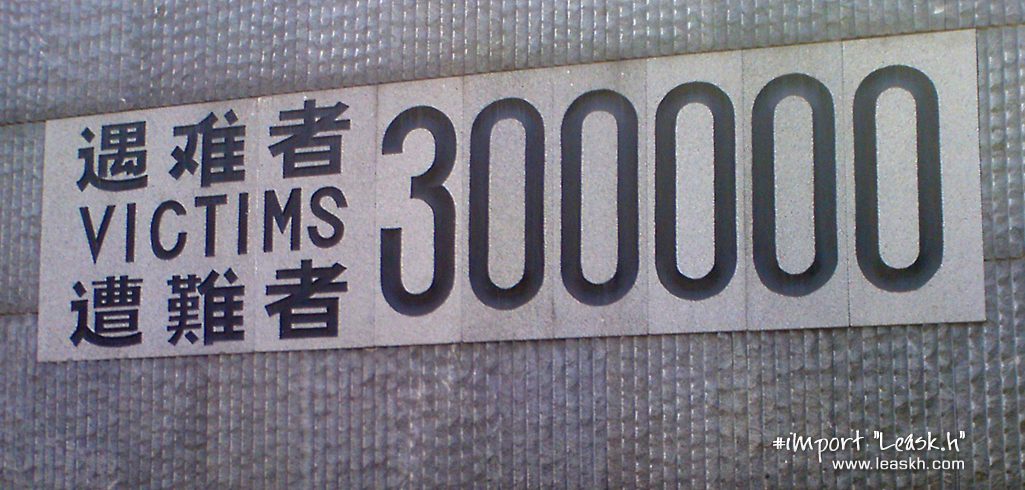 遇难者
VICTIMS
遭難者
300000
#import "Leask.h"
www.leaskh.com